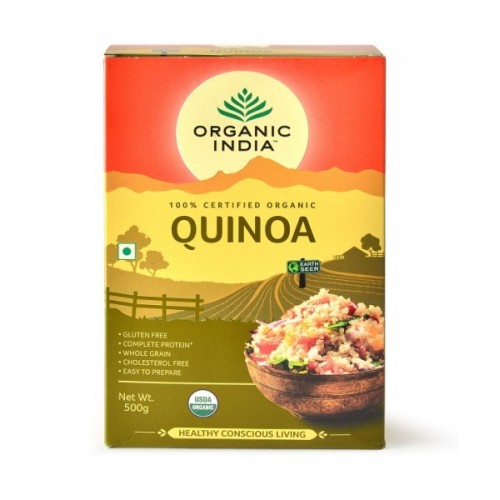 ORGANIC
INDIA™
100% CERTIFIED ORGANIC
QUINOA
EARTH
SEER
• GLUTEN FREE
• COMPLETE PROTEIN*
• WHOLE GRAIN
• CHOLESTEROL FREE
• EASY TO PREPARE
Net Wt.
500g
USDA
ORGANIC
HEALTHY CONSCIOUS LIVING